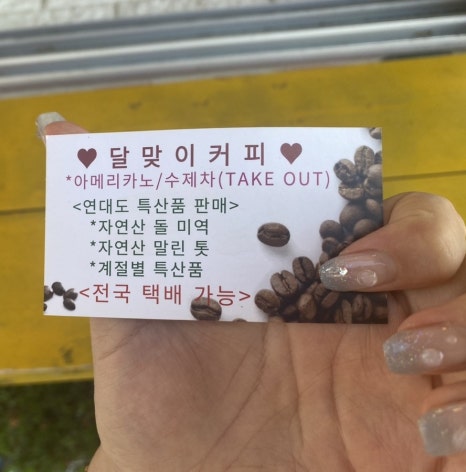 ♥ 달맞이커피 ♥
*아메리카노/수제차(TAKE OUT)
<연대도 특산품 판매>
*자연산 돌 미역
*자연산 말린 톳
*계절별 특산품
<전국 택배 가능>